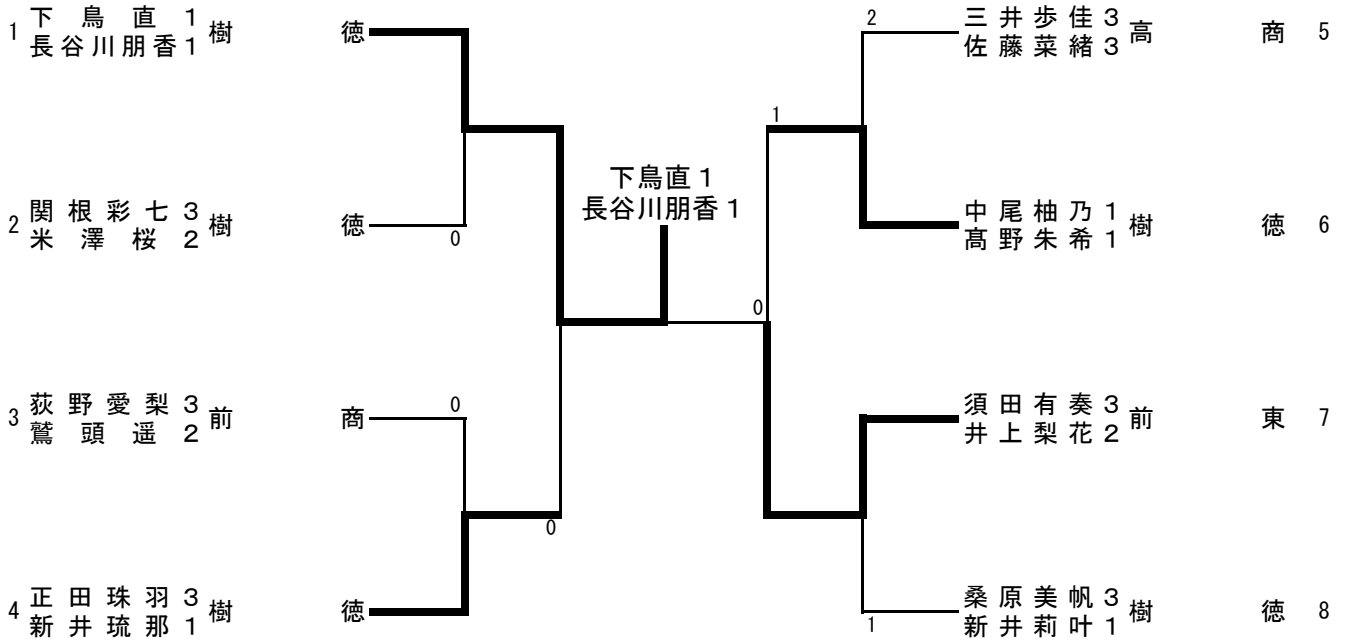 1 下鳥直 1 樹徳
長谷川朋香 1
2 関根彩七 3 樹徳
米澤桜 2
0
3 荻野愛梨 3 前商
鷲頭遥 2
0
4 正田珠羽 3 樹徳
新井琉那 1
0
下鳥直 1
長谷川朋香 1
0
2
三井歩佳 3 高商 5
佐藤菜緒 3
1
中尾柚乃 1 樹徳 6
髙野朱希 1
須田有奏 3 前東 7
井上梨花 2
1
桑原美帆 3 樹徳 8
新井莉叶 1